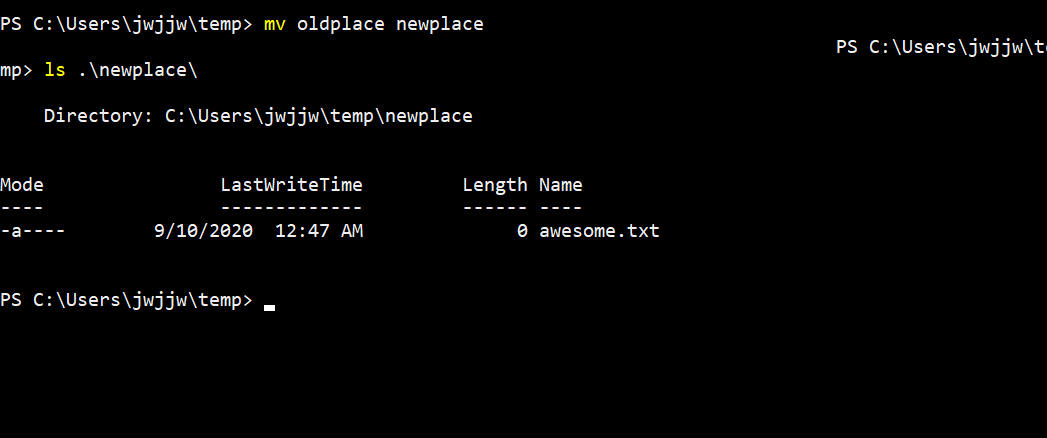 PS C:\Users\jwjjw\temp> mv oldplace newplace
PS C:\Users\jwjjw\te
mp> ls .\newplace\
Directory: C:\Users\jwjjw\temp\newplace
Mode LastWriteTime Length Name
---- ------------- ------ ----
-a---- 9/10/2020 12:47 AM 0 awesome.txt
PS C:\Users\jwjjw\temp>